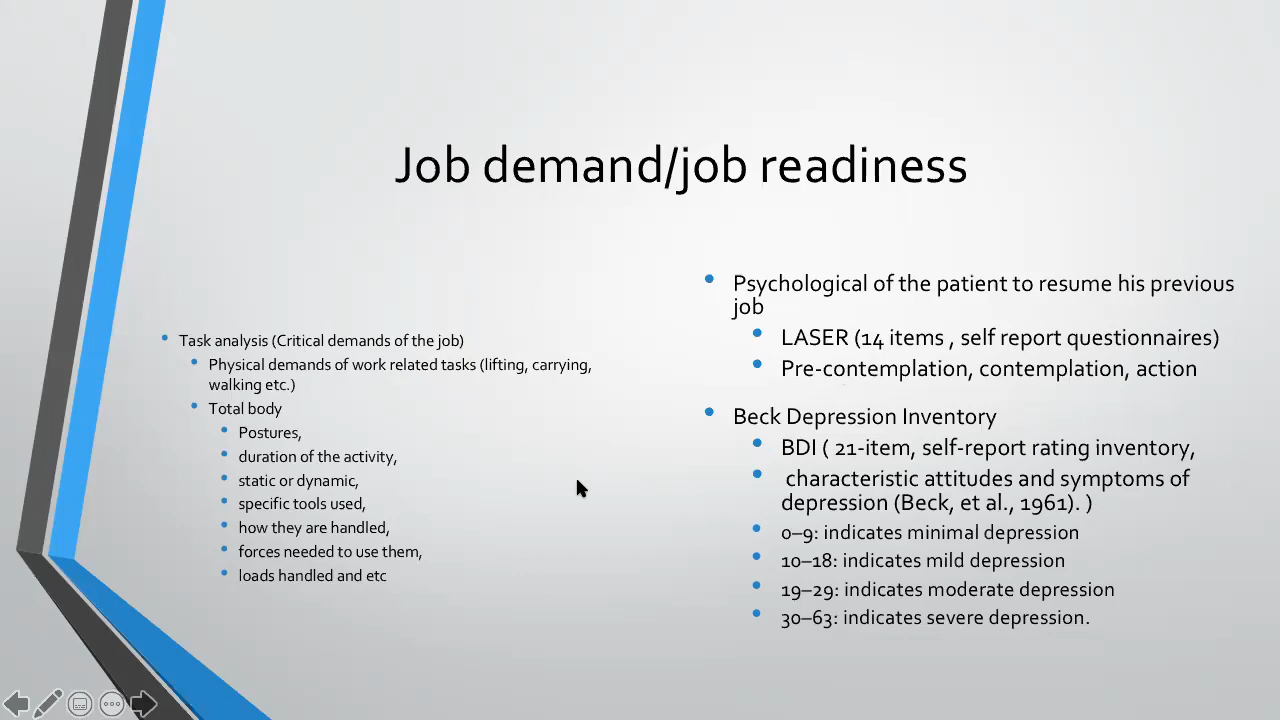 Job demand/job readiness
Task analysis (Critical demands of the job)
Physical demands of work related tasks (lifting, carrying,
walking etc.)
Total body
Postures,
duration of the activity,
static or dynamic,
specific tools used,
how they are handled,
forces needed to use them,
loads handled and etc
Psychological of the patient to resume his previous
job
LASER (14 items , self report questionnaires)
Pre-contemplation, contemplation, action
Beck Depression Inventory
BDI ( 21-item, self-report rating inventory,
characteristic attitudes and symptoms of
depression (Beck, et al., 1961). )
0–9: indicates minimal depression
10–18: indicates mild depression
19–29: indicates moderate depression
30–63: indicates severe depression.